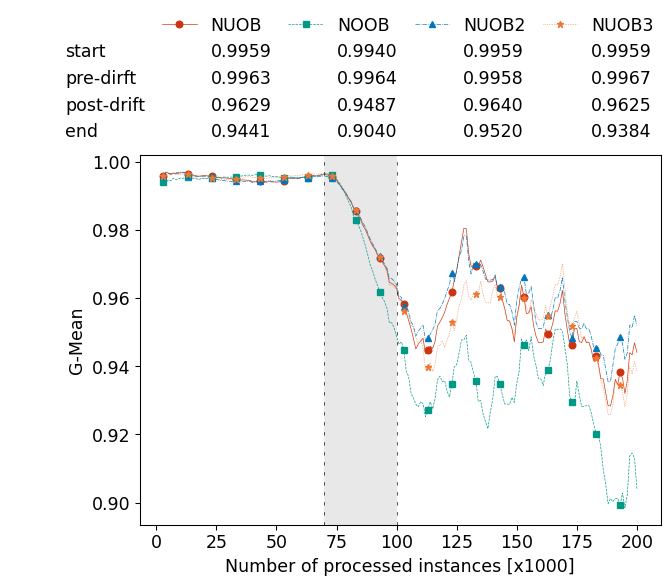 NUOB NOOB NUOB2 NUOB3
start 0.9959 0.9940 0.9959 0.9959
pre-dirft 0.9963 0.9964 0.9958 0.9967
post-drift 0.9629 0.9487 0.9640 0.9625
end 0.9441 0.9040 0.9520 0.9384
1.00
0.98
0.96
0.94
0.92
0.90
G-Mean
0 25 50 75 100 125 150 175 200
Number of processed instances [x1000]